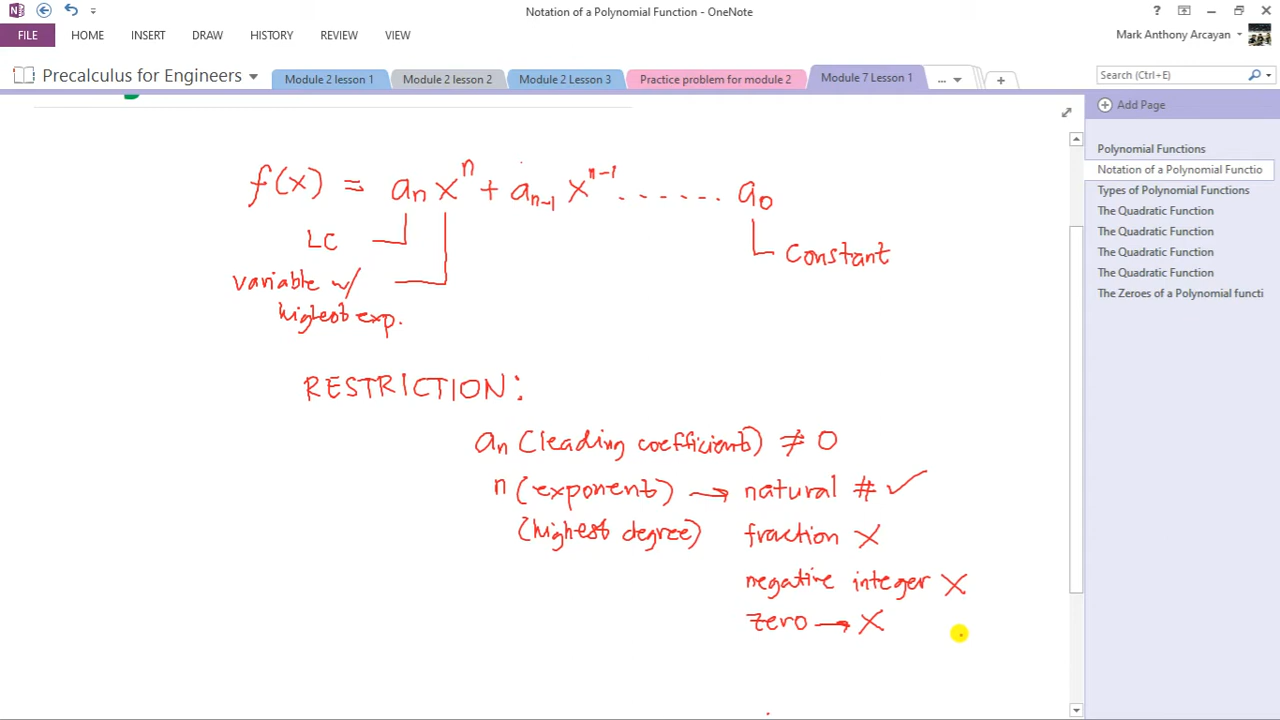 Notation of a Polynomial Function - OneNote
FILE HOME INSERT DRAW HISTORY REVIEW VIEW
Mark Anthony Arcayan
Precalculus for Engineers
Module 2 lesson 1 Module 2 lesson 2 Module 2 Lesson 3 Practice problem for module 2 Module 7 Lesson 1 ...
Search (Ctrl+E)
Add Page
Polynomial Functions
Notation of a Polynomial Functio
Types of Polynomial Functions
The Quadratic Function
The Quadratic Function
The Quadratic Function
The Quadratic Function
The Zeroes of a Polynomial functi
f(x) = aₙxⁿ + aₙ₋₁xⁿ⁻¹ ...... a₀
LC
Constant
variable w/
highest exp.
RESTRICTION:
aₙ (leading coefficient) ≠ 0
n (exponent) → natural # ✓
(highest degree) fraction X
negative integer X
zero → X